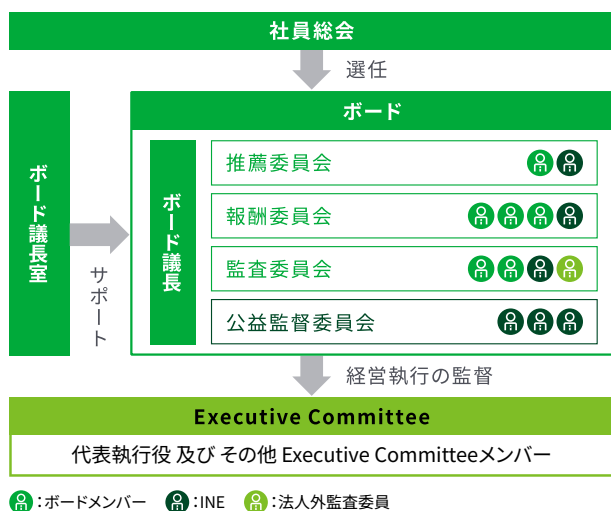 社員総会
選任
ボード
ボード議長室
サポート
ボード議長
推薦委員会
報酬委員会
監査委員会
公益監督委員会
経営執行の監督
Executive Committee
代表執行役 及び その他 Executive Committeeメンバー
:ボードメンバー :INE :法人外監査委員